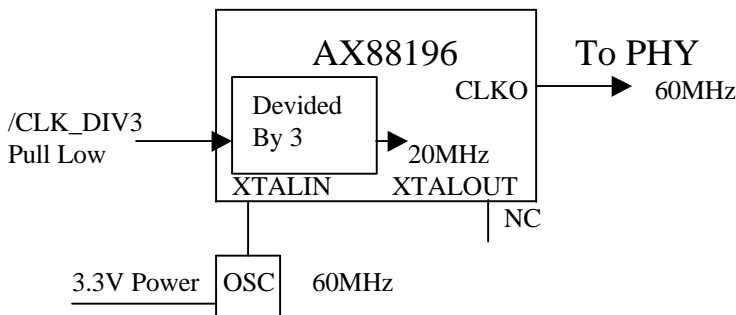 AX88196
To PHY
CLKO
60MHz
Devided
By 3
/CLK_DIV3
Pull Low
20MHz
XTALIN
XTALOUT
NC
3.3V Power
OSC
60MHz